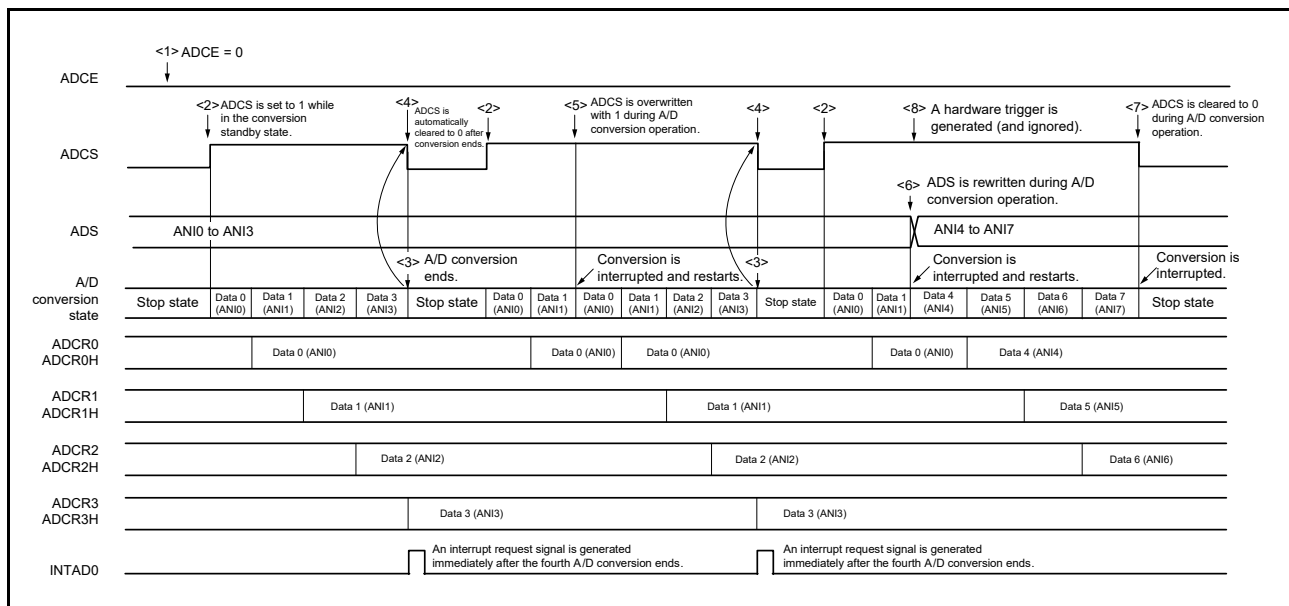 <1> ADCE = 0
ADCE
<2> ADCS is set to 1 while
in the conversion
standby state.
<4>
ADCS is
automatically
cleared to 0 after
conversion ends.
<2>
<5> ADCS is overwritten
with 1 during A/D
conversion operation.
<4>
<2>
<8> A hardware trigger is
generated (and ignored).
<7> ADCS is cleared to 0
during A/D conversion
operation.
ADCS
<6> ADS is rewritten during A/D
conversion operation.
ADS
ANI0 to ANI3
ANI4 to ANI7
<3> A/D conversion
ends.
Conversion is
interrupted and restarts.
<3>
Conversion is
interrupted and restarts.
Conversion is
interrupted.
A/D
conversion
state
Stop state
Data 0
(ANI0)
Data 1
(ANI1)
Data 2
(ANI2)
Data 3
(ANI3)
Stop state
Data 0
(ANI0)
Data 1
(ANI1)
Data 0
(ANI0)
Data 1
(ANI1)
Data 2
(ANI2)
Data 3
(ANI3)
Stop state
Data 0
(ANI0)
Data 1
(ANI1)
Data 4
(ANI4)
Data 5
(ANI5)
Data 6
(ANI6)
Data 7
(ANI7)
Stop state
ADCR0
ADCR0H
Data 0 (ANI0)
Data 0 (ANI0)
Data 0 (ANI0)
Data 0 (ANI0)
Data 4 (ANI4)
ADCR1
ADCR1H
Data 1 (ANI1)
Data 1 (ANI1)
Data 5 (ANI5)
ADCR2
ADCR2H
Data 2 (ANI2)
Data 2 (ANI2)
Data 6 (ANI6)
ADCR3
ADCR3H
Data 3 (ANI3)
Data 3 (ANI3)
INTAD0
An interrupt request signal is generated
immediately after the fourth A/D conversion ends.
An interrupt request signal is generated
immediately after the fourth A/D conversion ends.